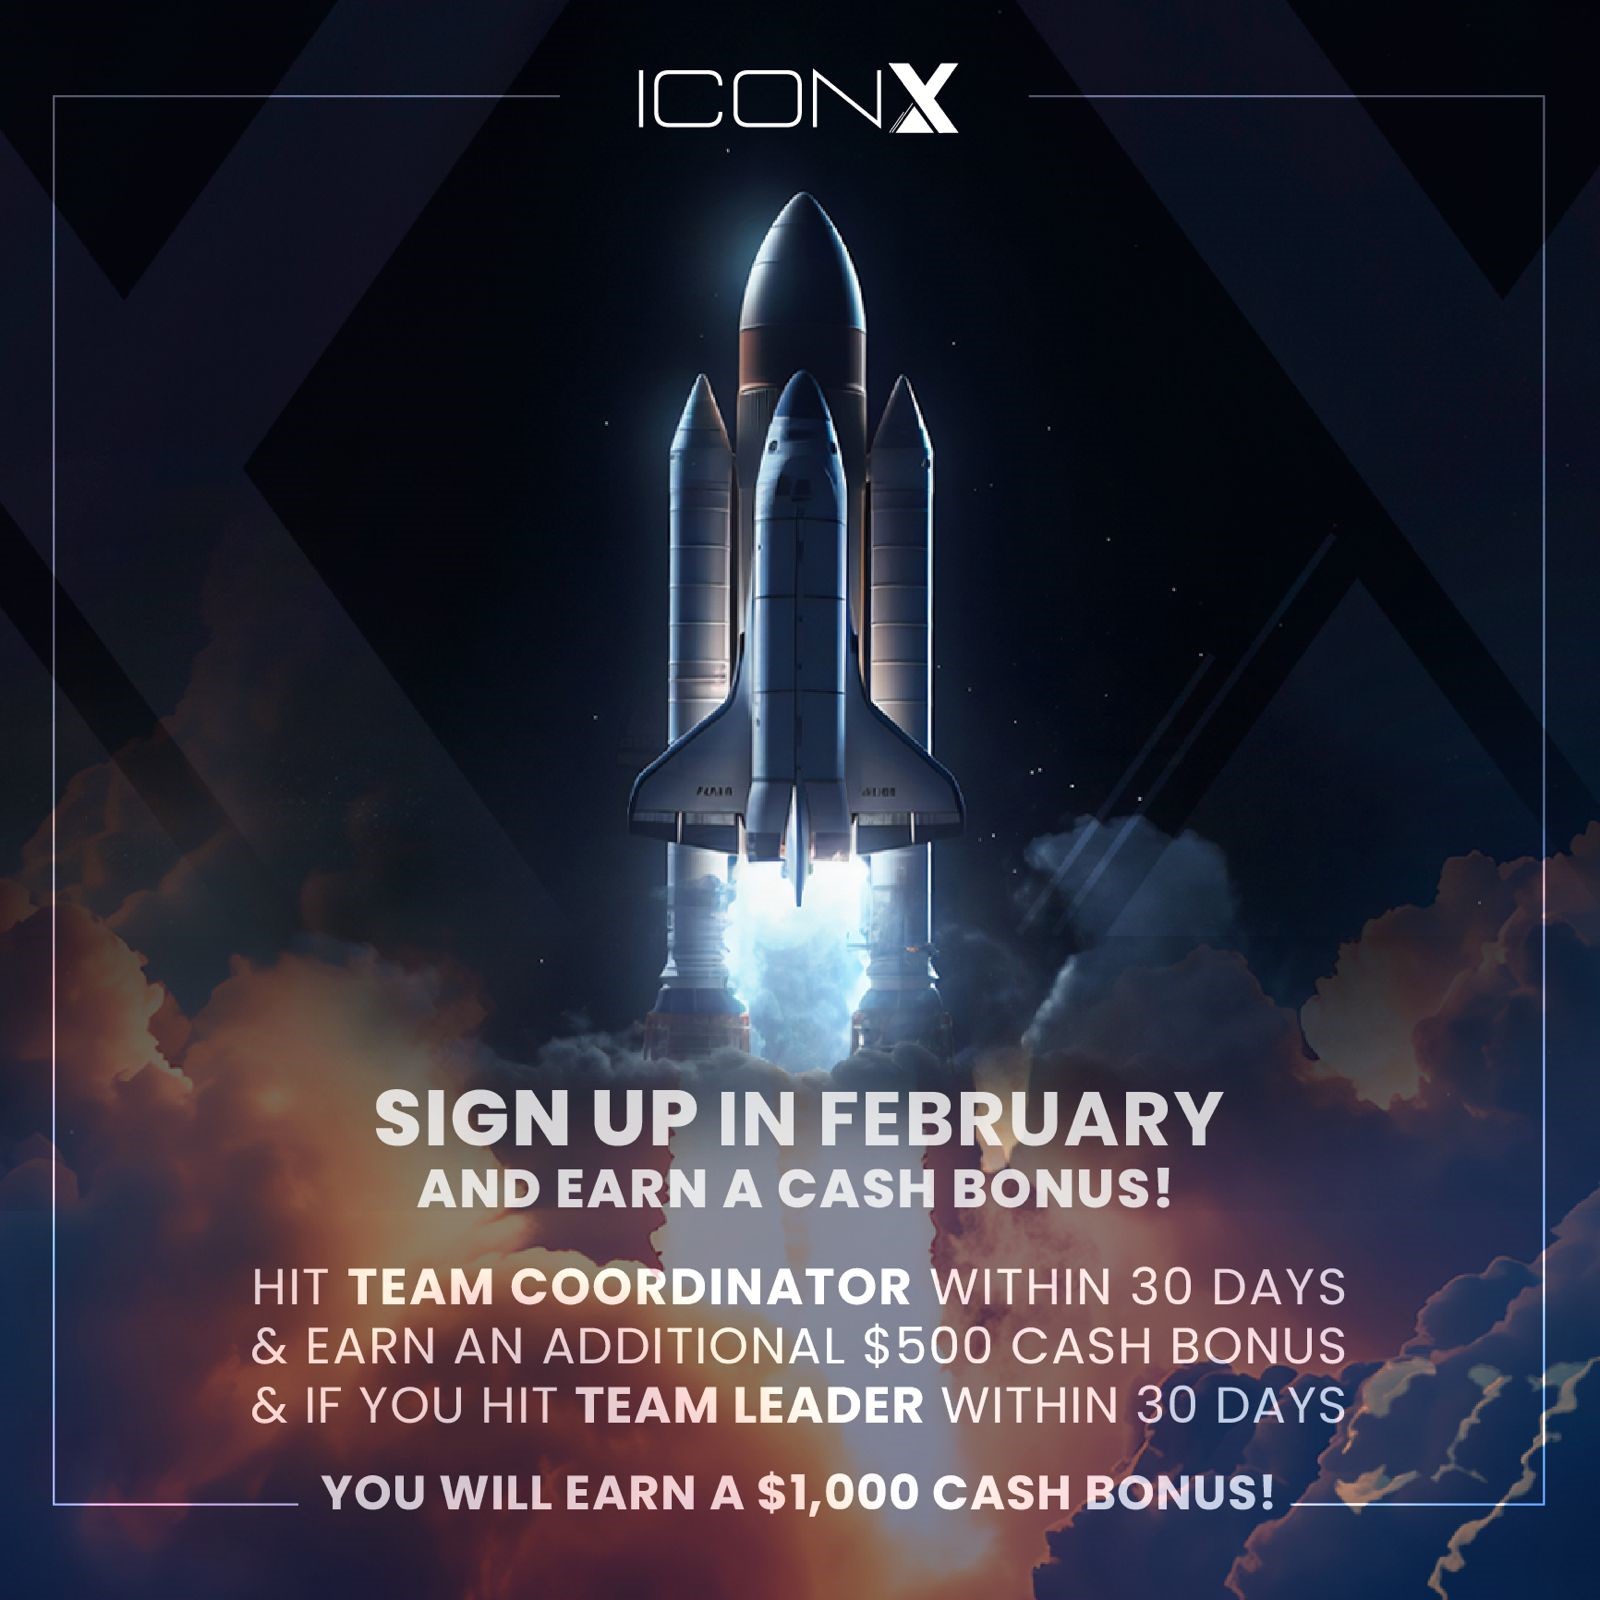 ICONX
SIGN UP IN FEBRUARY
AND EARN A CASH BONUS!
HIT TEAM COORDINATOR WITHIN 30 DAYS
& EARN AN ADDITIONAL $500 CASH BONUS
& IF YOU HIT TEAM LEADER WITHIN 30 DAYS
YOU WILL EARN A $1,000 CASH BONUS!